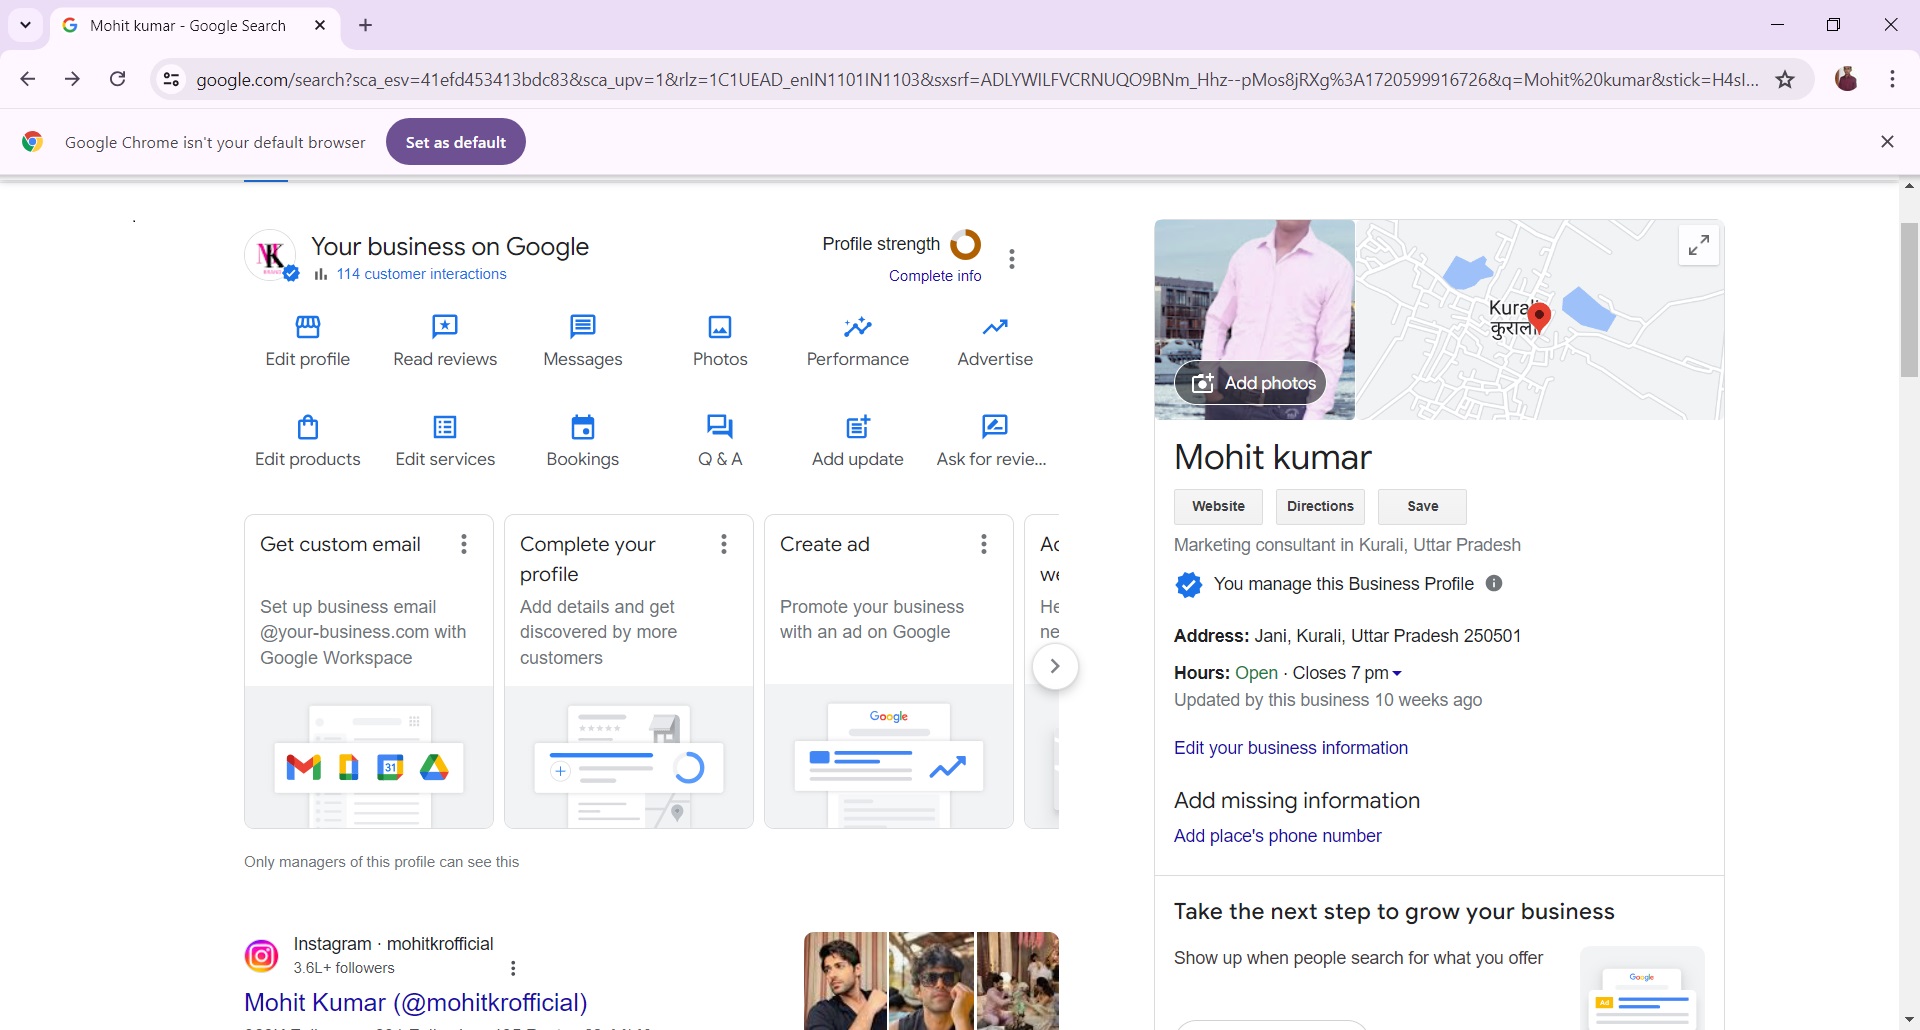 Mohit kumar - Google Search
google.com/search?sca_esv=41efd453413bdc83&sca_upv=1&rlz=1C1UEAD_enIN1101IN1103&sxsrf=ADLYWILFVCRNUQO9BNm_Hhz--pMos8jRXg%3A1720599916726&q=Mohit%20kumar&stick=H4sI...
Google Chrome isn't your default browser
Set as default
Your business on Google
114 customer interactions
Profile strength
Complete info
Edit profile
Read reviews
Messages
Photos
Performance
Advertise
Edit products
Edit services
Bookings
Q & A
Add update
Ask for revie...
Get custom email
Set up business email
@your-business.com with
Google Workspace
31
Complete your
profile
Add details and get
discovered by more
customers
Create ad
Promote your business
with an ad on Google
Google
He
ne
Only managers of this profile can see this
Instagram · mohitkrofficial
3.6L+ followers
Mohit Kumar (@mohitkrofficial)
Add photos
कुराली
Mohit kumar
Website
Directions
Save
Marketing consultant in Kurali, Uttar Pradesh
You manage this Business Profile
Address: Jani, Kurali, Uttar Pradesh 250501
Hours: Open · Closes 7 pm
Updated by this business 10 weeks ago
Edit your business information
Add missing information
Add place's phone number
Take the next step to grow your business
Show up when people search for what you offer
Google
Ad